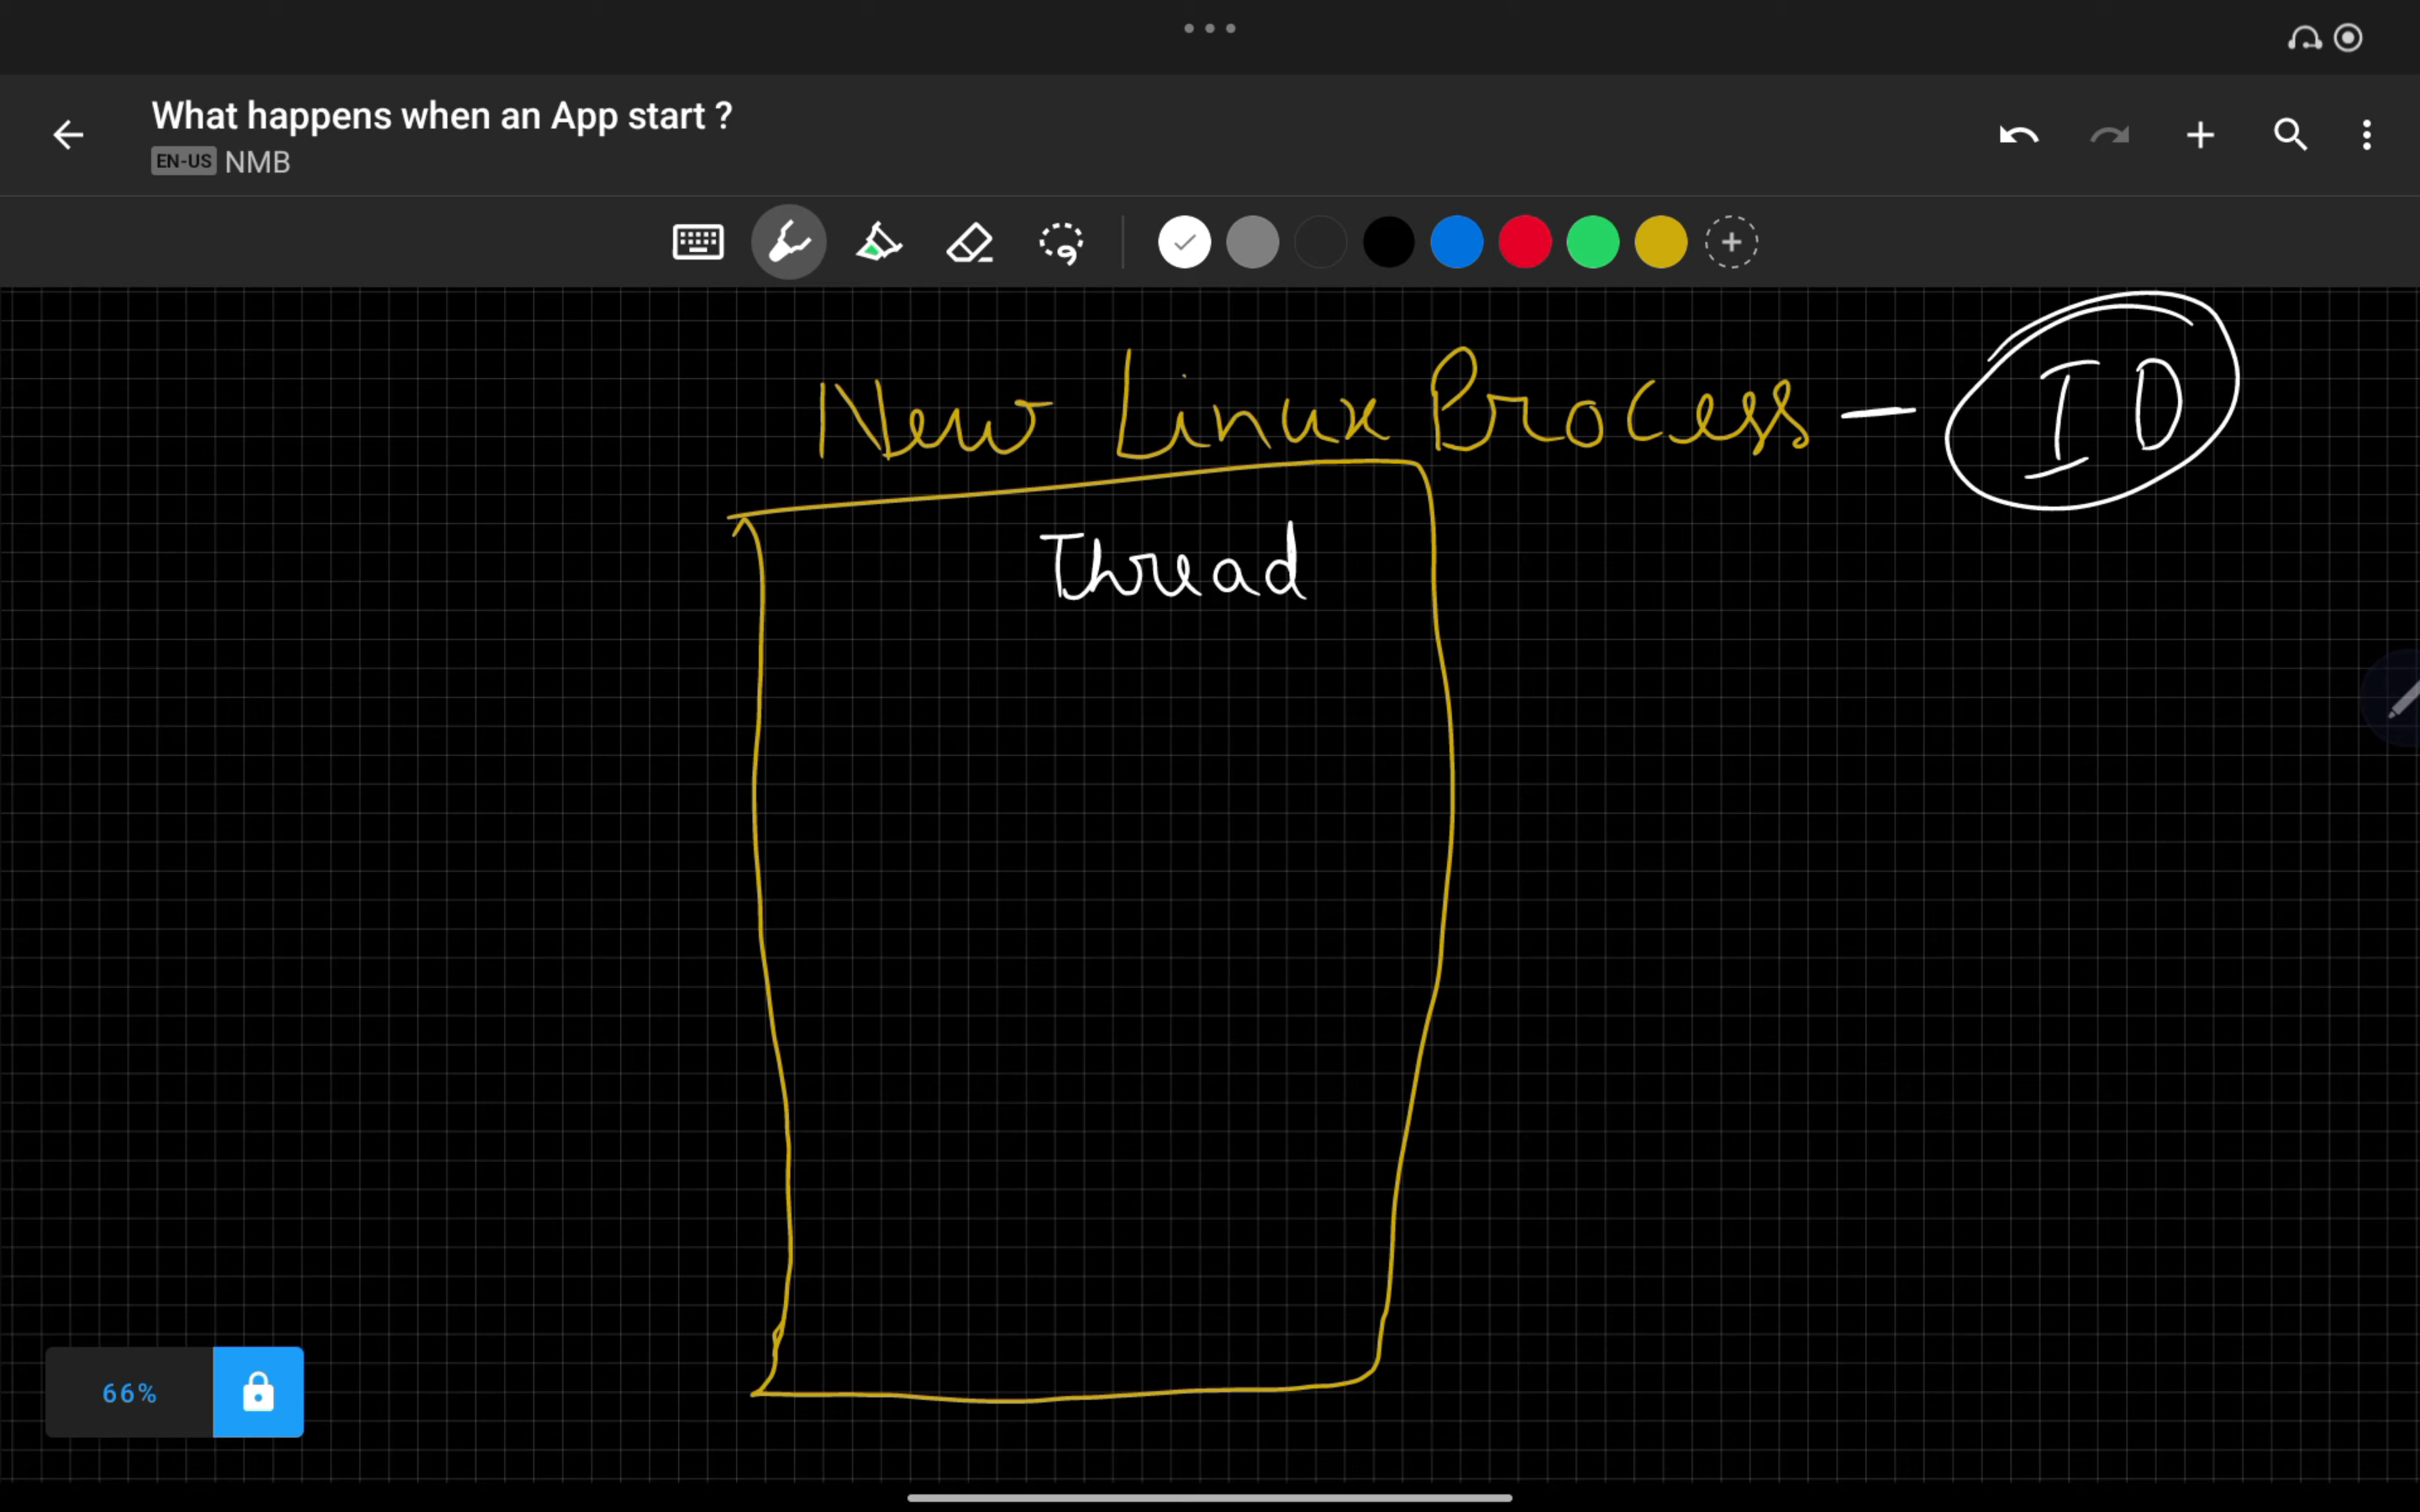 What happens when an App start ?
EN-US NMB
New Linux Process - ID
Thread
66%